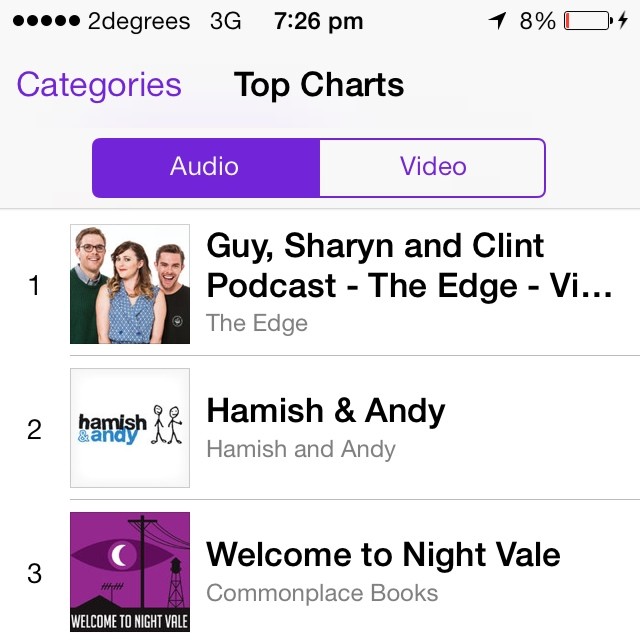 2degrees 3G 7:26 pm 8%
Categories Top Charts
Audio Video
1
Guy, Sharyn and Clint
Podcast - The Edge - Vi...
The Edge
2
hamish
&andy
Hamish & Andy
Hamish and Andy
3
WELCOME TO NIGHT VALE
Welcome to Night Vale
Commonplace Books